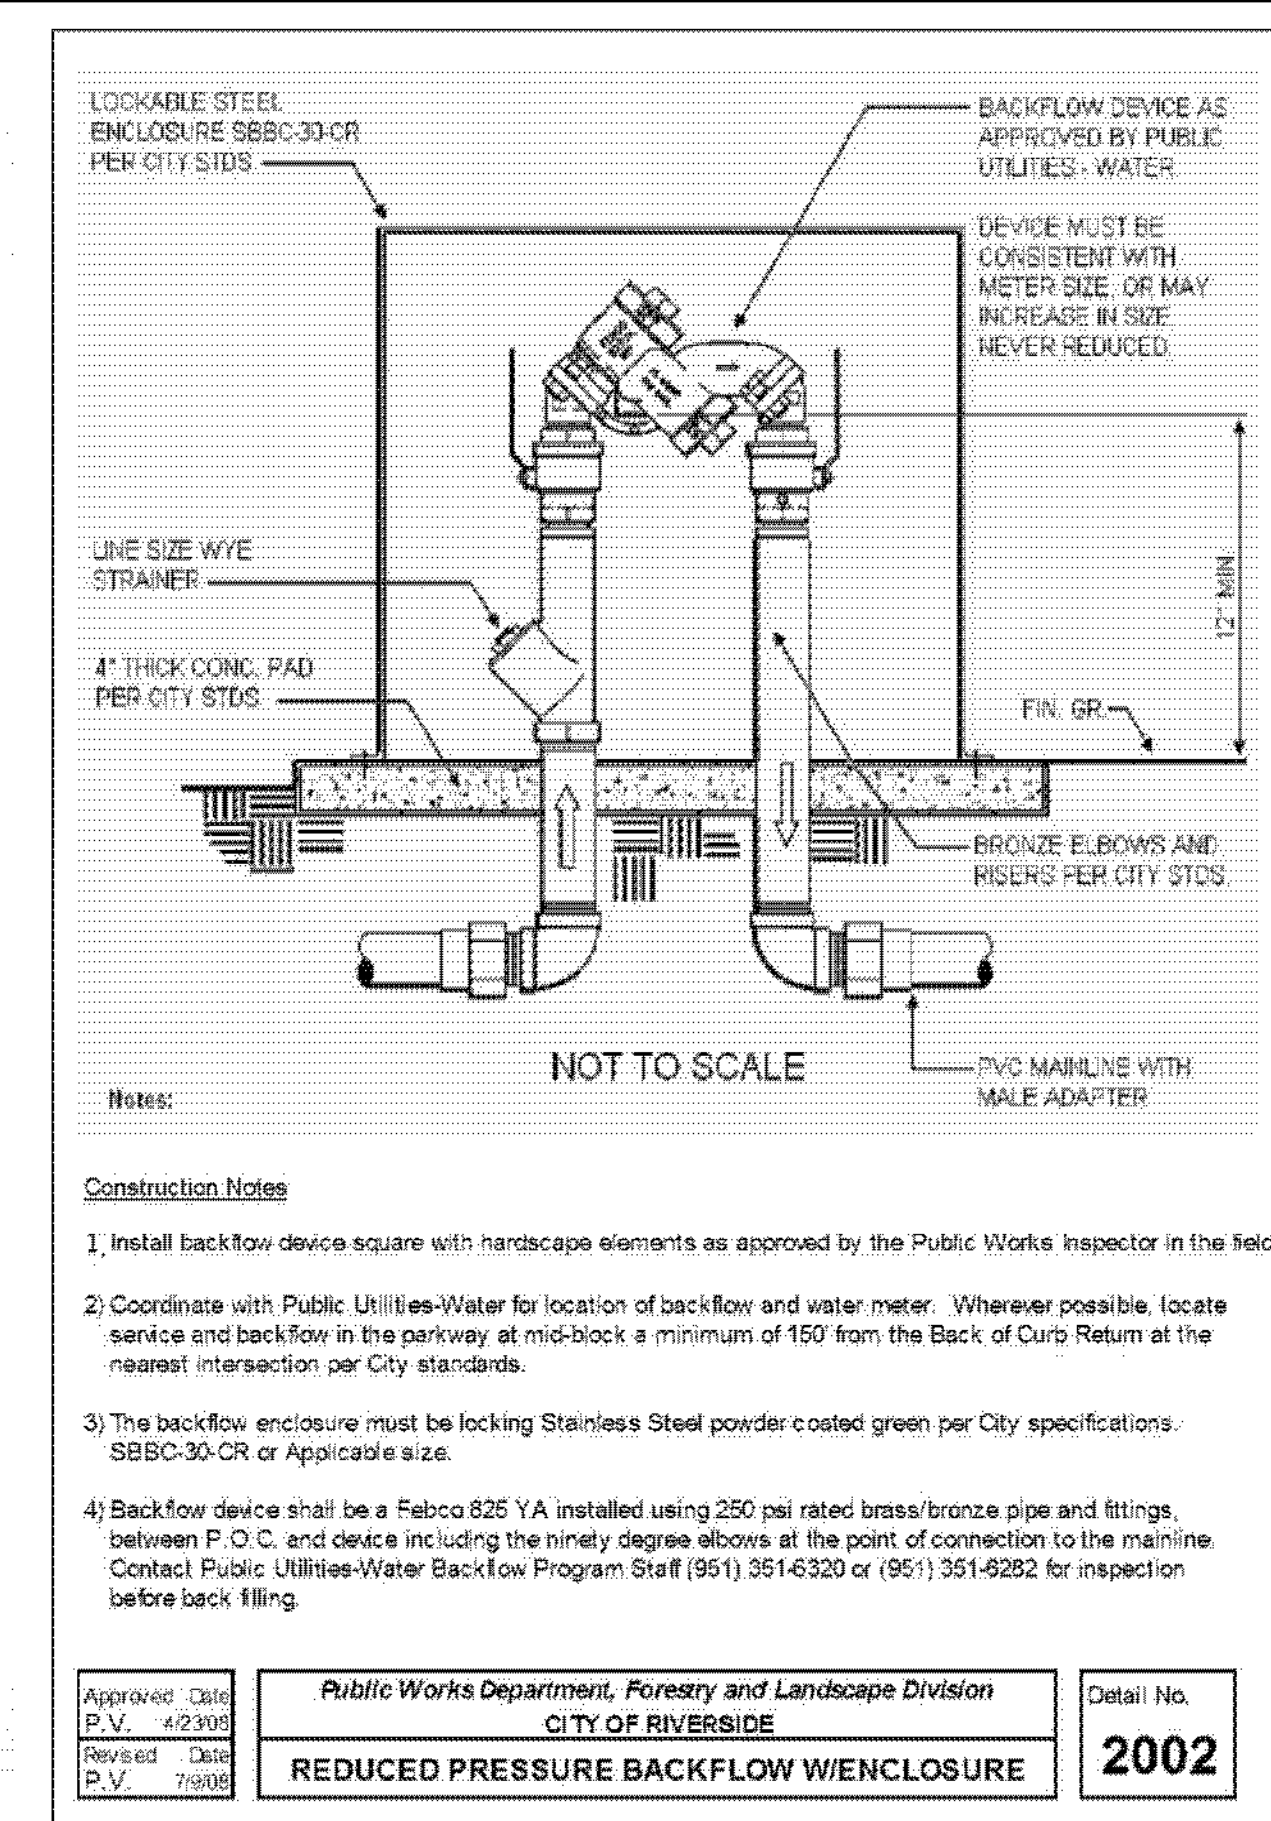 LOCKABLE STEEL
ENCLOSURE SBBC-30-CR
PER CITY STDS.
BACKFLOW DEVICE AS
APPROVED BY PUBLIC
UTILITIES - WATER.
DEVICE MUST BE
CONSISTENT WITH
METER SIZE, OR MAY
INCREASE IN SIZE
NEVER REDUCED.
LINE SIZE WYE
STRAINER
12" MIN.
4" THICK CONC. PAD
PER CITY STDS.
FIN. GR.
BRONZE ELBOWS AND
RISERS PER CITY STDS.
NOT TO SCALE
PVC MAINLINE WITH
MALE ADAPTER
Notes:
Construction Notes
1, Install backflow device square with hardscape elements as approved by the Public Works Inspector in the field
2) Coordinate with Public Utilities-Water for location of backflow and water meter. Wherever possible, locate
service and backflow in the parkway at mid-block a minimum of 150' from the Back of Curb Return at the
nearest intersection per City standards.
3) The backflow enclosure must be locking Stainless Steel powder coated green per City specifications.
SBBC-30-CR or Applicable size.
4) Backflow device shall be a Febco 825 YA installed using 250 psi rated brass/bronze pipe and fittings,
between P.O.C. and device including the ninety degree elbows at the point of connection to the mainline.
Contact Public Utilities-Water Backflow Program Staff (951) 351-6320 or (951) 351-6282 for inspection
before back filling.
Approved Date
P.V. 4/23/08
Revised Date
P.V. 7/9/08
Public Works Department, Forestry and Landscape Division
CITY OF RIVERSIDE
REDUCED PRESSURE BACKFLOW W/ENCLOSURE
Detail No.
2002